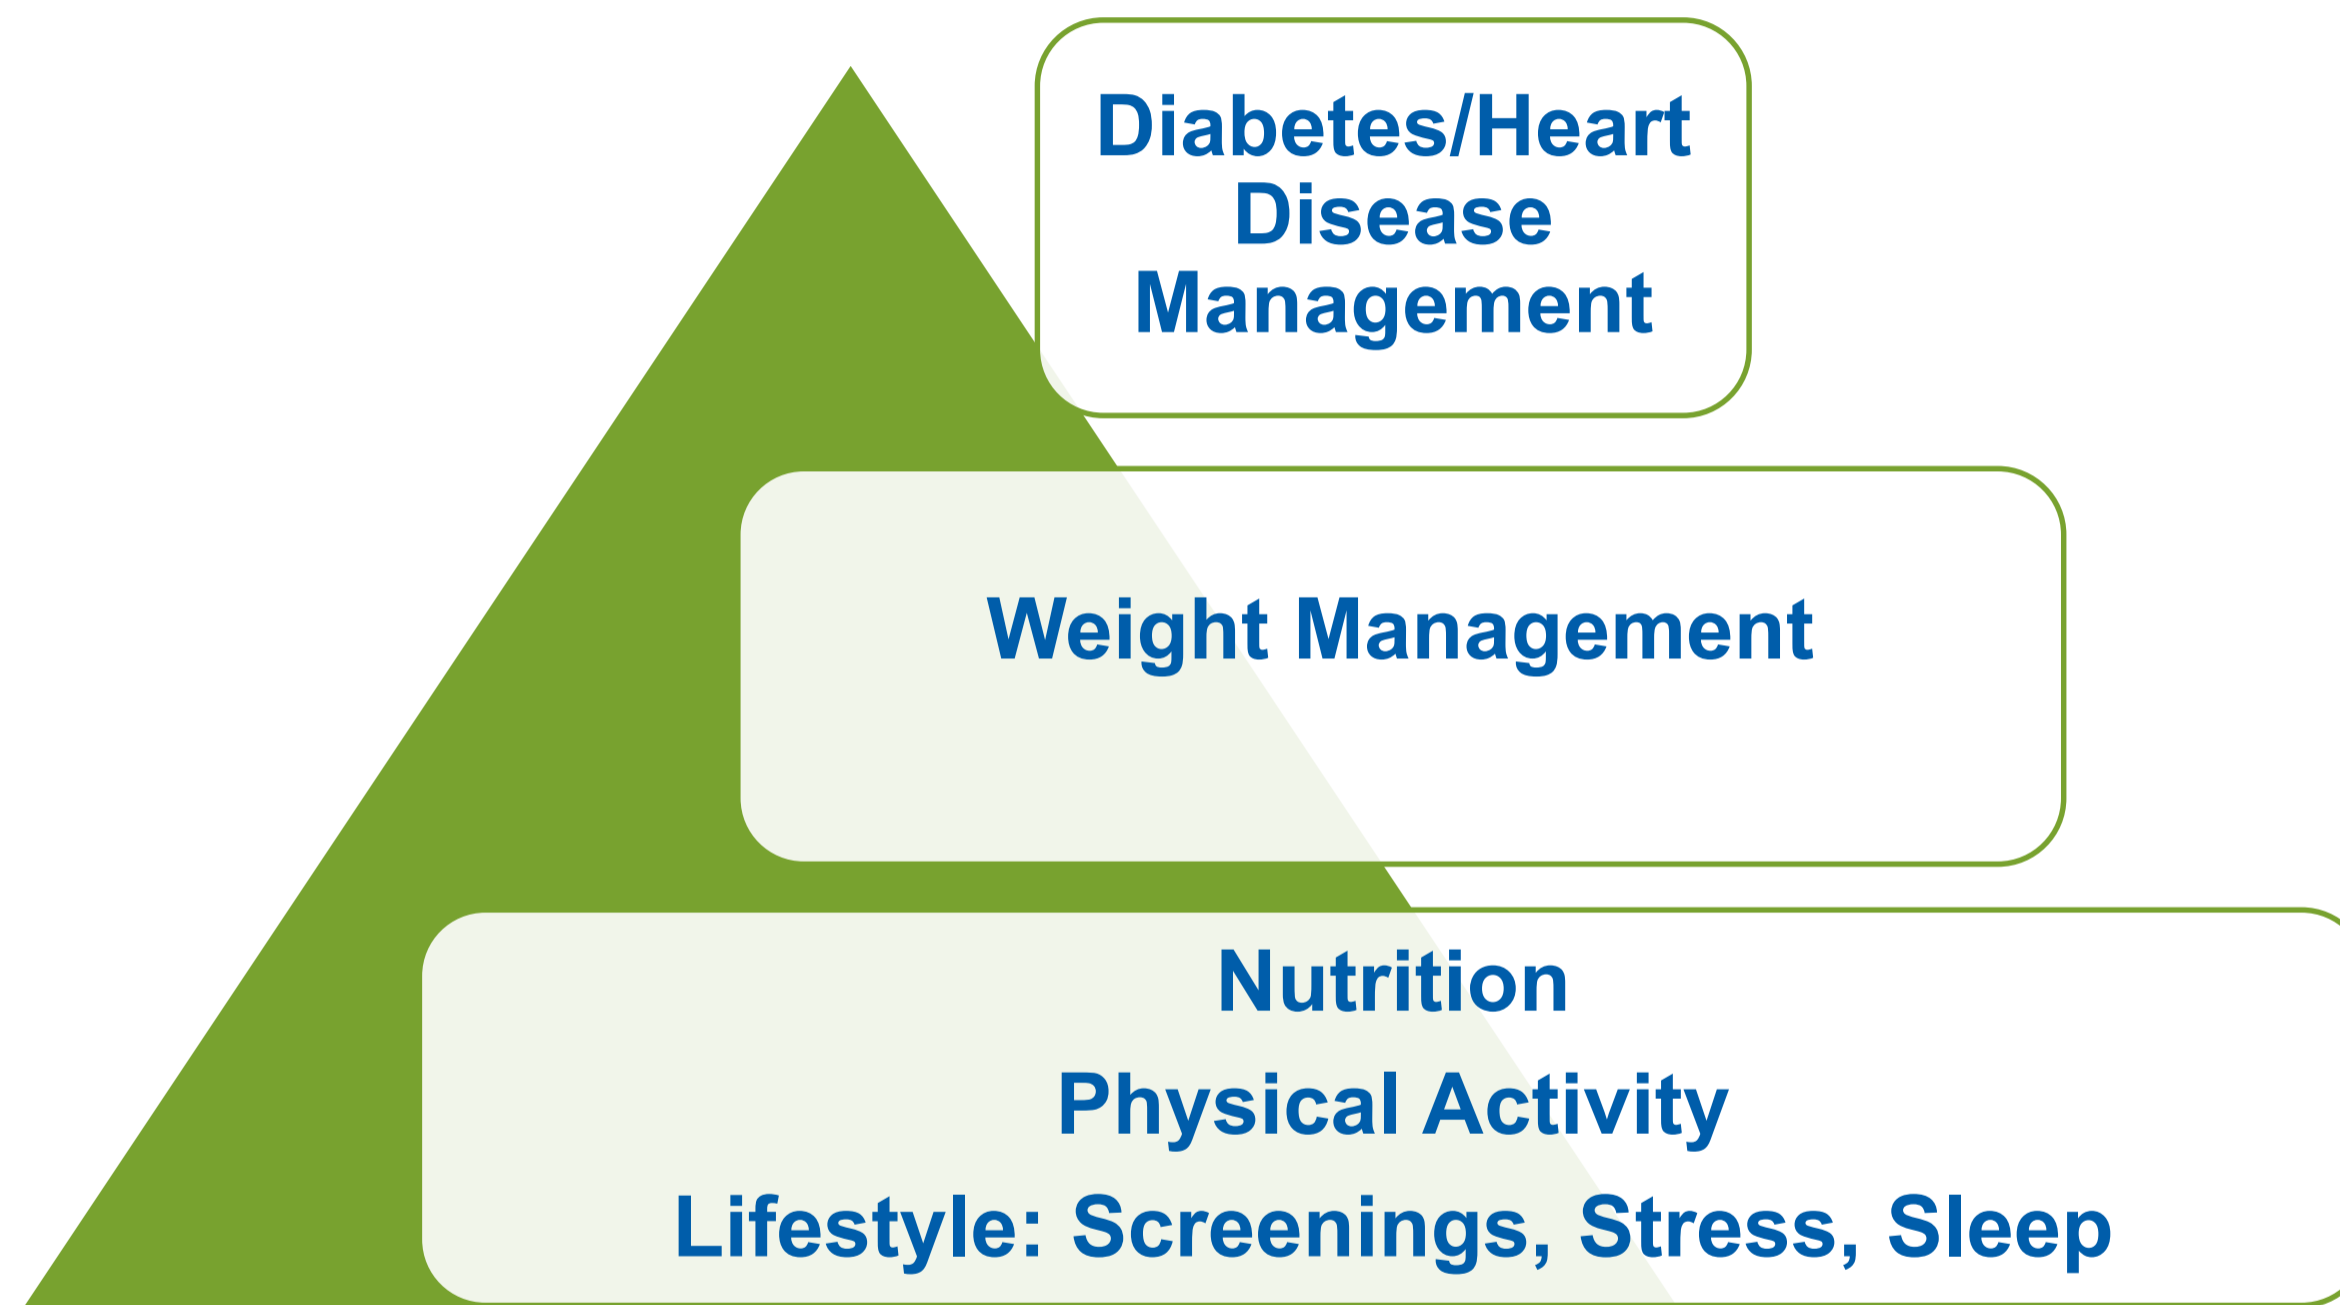 Diabetes/Heart
Disease
Management
Weight Management
Nutrition
Physical Activity
Lifestyle: Screenings, Stress, Sleep